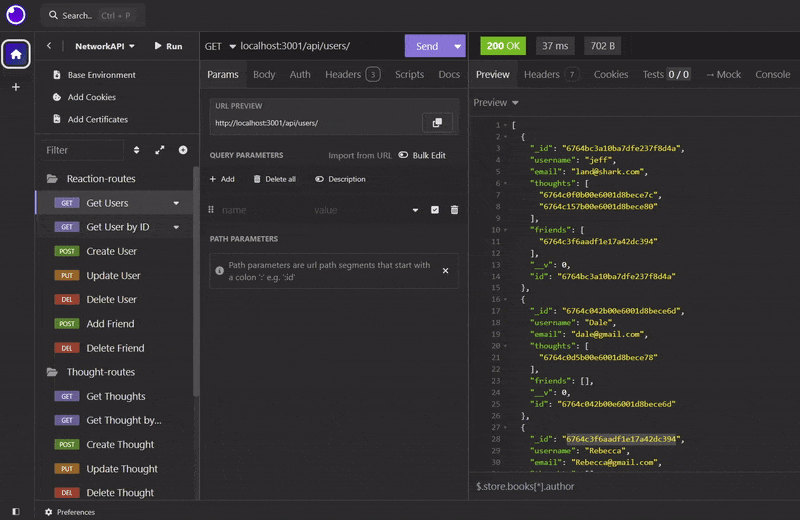 Search.. Ctrl + P
NetworkAPI Run
Base Environment
Add Cookies
Add Certificates
Filter
Reaction-routes
GET Get Users
GET Get User by ID
POST Create User
PUT Update User
DEL Delete User
POST Add Friend
DEL Delete Friend
Thought-routes
GET Get Thoughts
GET Get Thought by...
POST Create Thought
PUT Update Thought
DEL Delete Thought
Preferences
GET localhost:3001/api/users/ Send
Params Body Auth Headers 3 Scripts Docs
URL PREVIEW
http://localhost:3001/api/users/
QUERY PARAMETERS Import from URL Bulk Edit
Add Delete all Description
name value
PATH PARAMETERS
Path parameters are url path segments that start with
a colon ':' e.g. ':id'
200 OK 37 ms 702 B
Preview Headers 7 Cookies Tests 0 / 0 → Mock Console
Preview
1 [
2 {
3 "_id": "6764bc3a10ba7dfe237f8d4a",
4 "username": "jeff",
5 "email": "land@shark.com",
6 "thoughts": [
7 "6764c0f0b00e6001d8bece7c",
8 "6764c157b00e6001d8bece80"
9 ],
10 "friends": [
11 "6764c3f6aadf1e17a42dc394"
12 ],
13 "__v": 0,
14 "id": "6764bc3a10ba7dfe237f8d4a"
15 },
16 {
17 "_id": "6764c042b00e6001d8bece6d",
18 "username": "Dale",
19 "email": "dale@gmail.com",
20 "thoughts": [
21 "6764c0d5b00e6001d8bece78"
22 ],
23 "friends": [],
24 "__v": 0,
25 "id": "6764c042b00e6001d8bece6d"
26 },
27 {
28 "_id": "6764c3f6aadf1e17a42dc394",
29 "username": "Rebecca",
30 "email": "Rebecca@gmail.com",
$.store.books[*].author